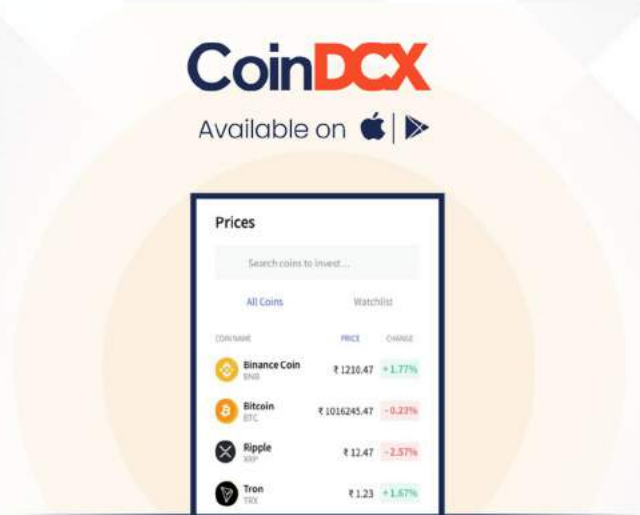 CoinDCX
Available on
Prices
Search coins to invest...
All Coins Watchlist
COIN NAME PRICE CHANGE
Binance Coin ₹ 1210.47 +1.77%
BNB
Bitcoin ₹ 1016245.47 -0.23%
BTC
Ripple ₹ 12.47 -2.57%
XRP
Tron ₹ 1.23 +1.67%
TRX